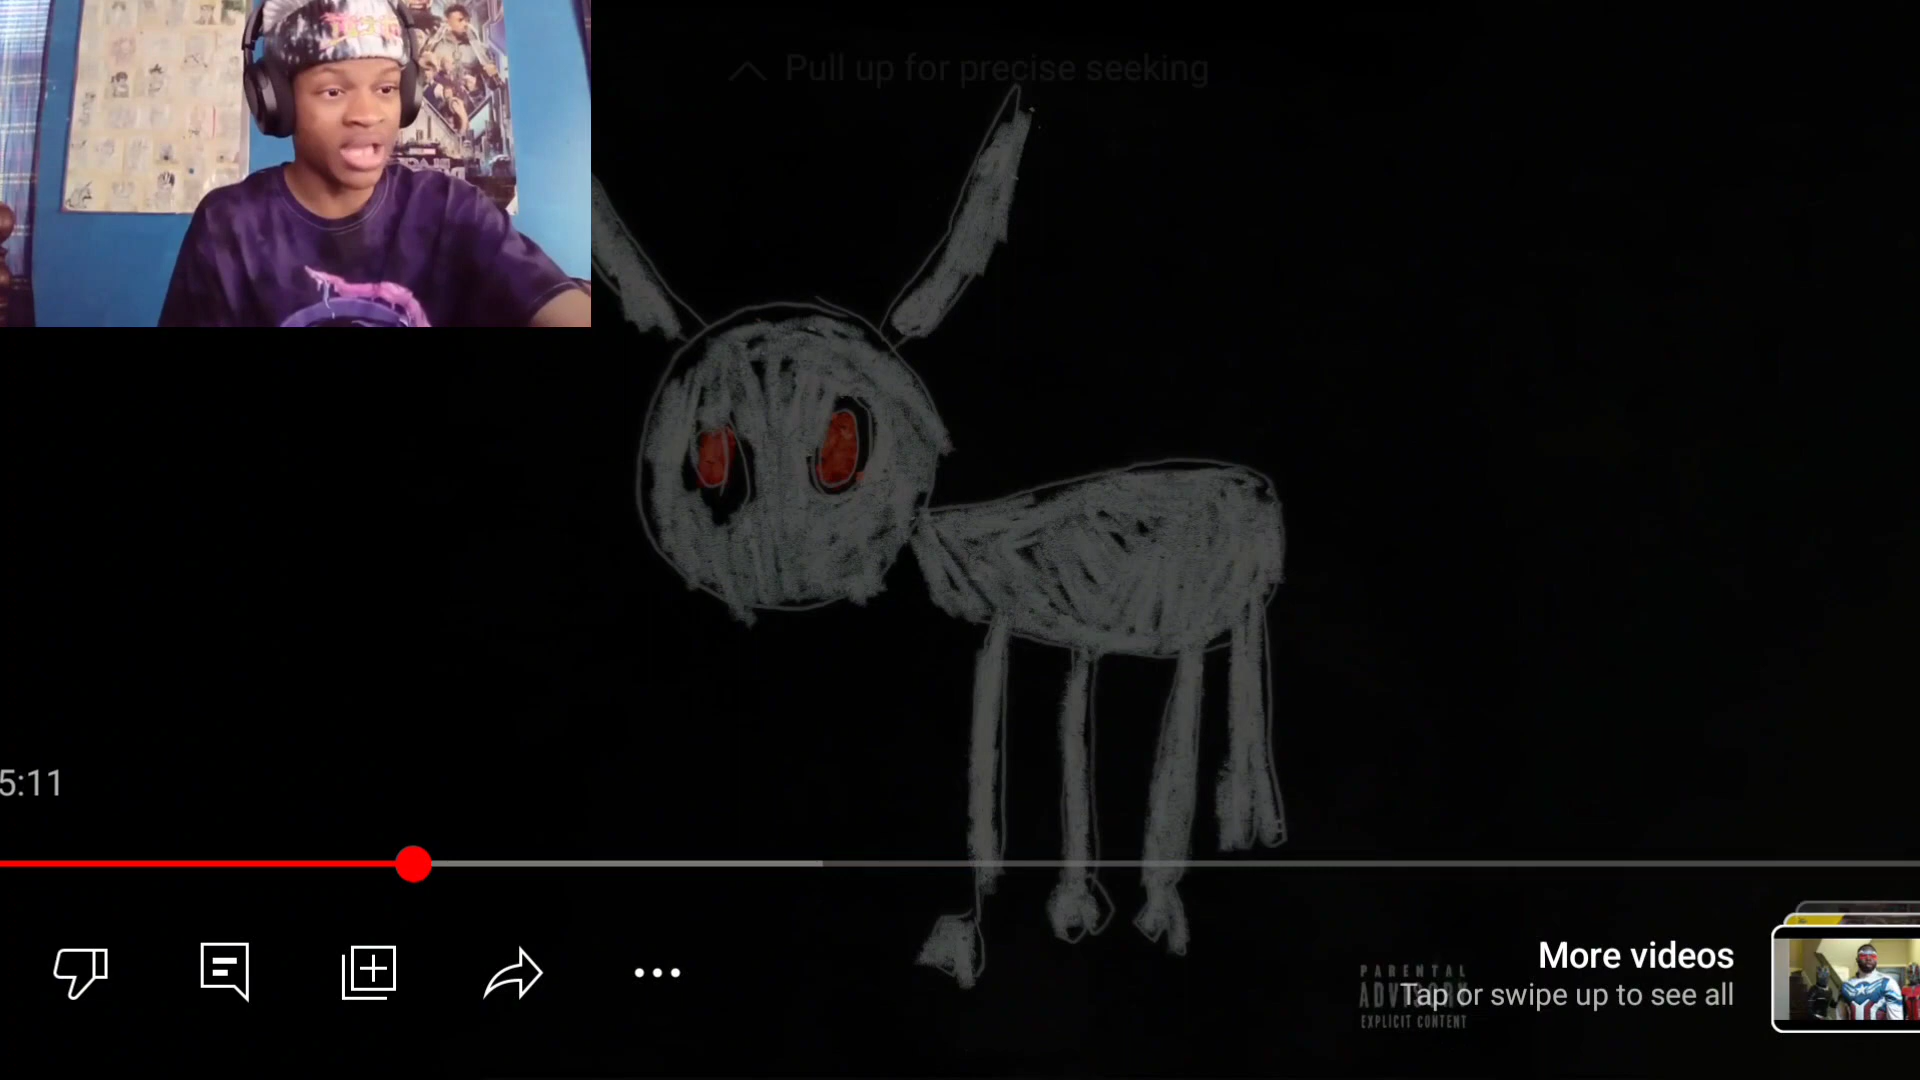 Pull up for precise seeking
5:11
More videos
Tap or swipe up to see all
PARENTAL
ADVISORY
EXPLICIT CONTENT